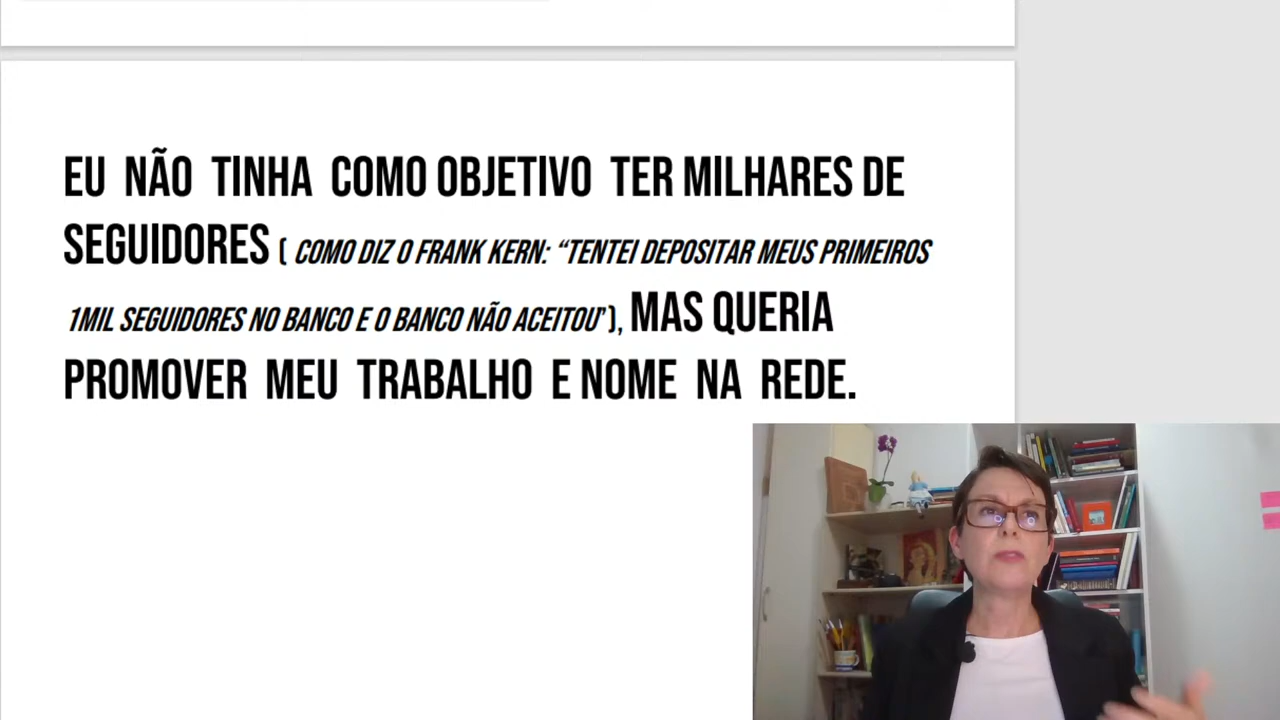 EU NÃO TINHA COMO OBJETIVO TER MILHARES DE
SEGUIDORES ( COMO DIZ O FRANK KERN: “TENTEI DEPOSITAR MEUS PRIMEIROS
1MIL SEGUIDORES NO BANCO E O BANCO NÃO ACEITOU”), MAS QUERIA
PROMOVER MEU TRABALHO E NOME NA REDE.